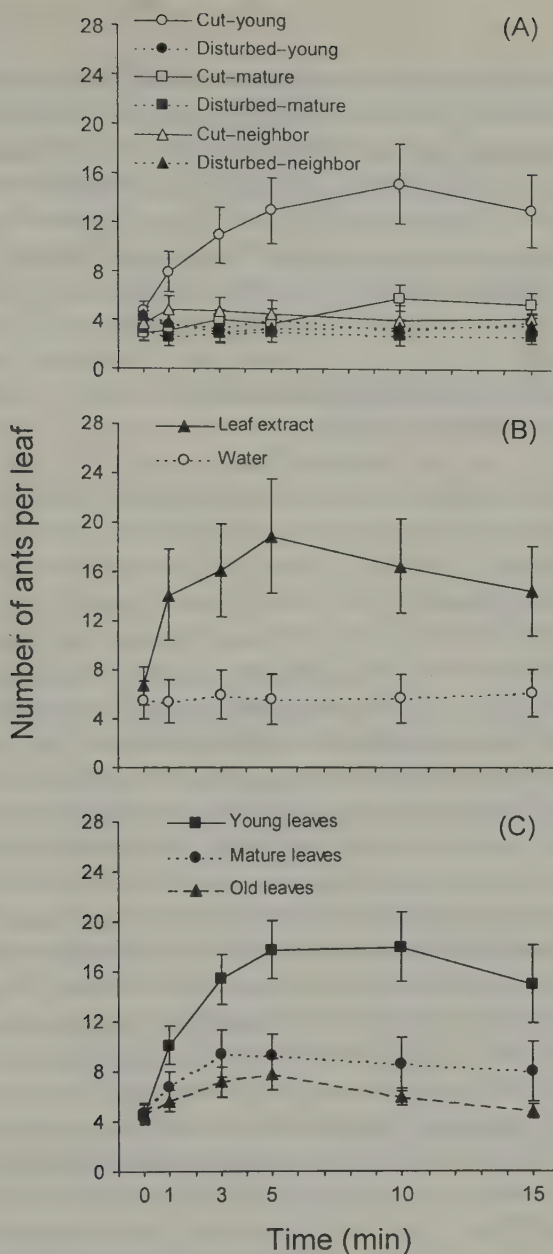 (A)
Cut–young
Disturbed–young
Cut–mature
Disturbed–mature
Cut–neighbor
Disturbed–neighbor
28
24
20
16
12
8
4
0
(B)
Leaf extract
Water
28
24
20
16
12
8
4
0
Number of ants per leaf
(C)
Young leaves
Mature leaves
Old leaves
28
24
20
16
12
8
4
0
0 1 3 5 10 15
Time (min)